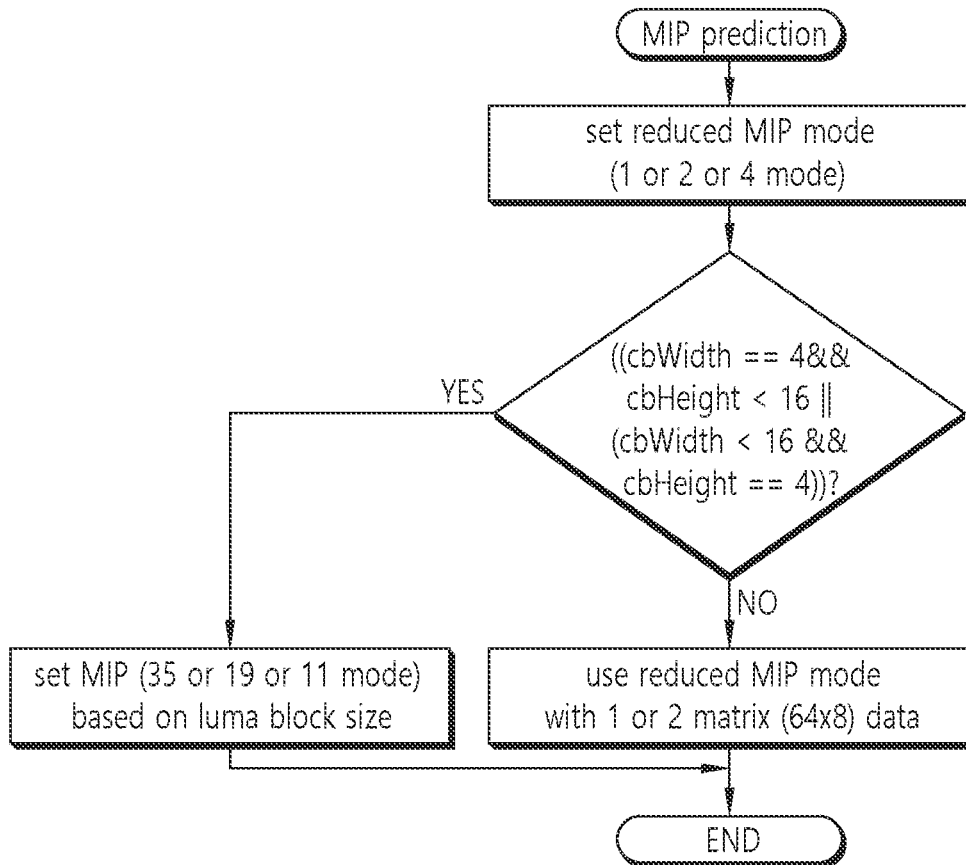 MIP prediction
set reduced MIP mode
(1 or 2 or 4 mode)
((cbWidth == 4&&
cbHeight < 16 ||
(cbWidth < 16 &&
cbHeight == 4))?
YES
NO
set MIP (35 or 19 or 11 mode)
based on luma block size
use reduced MIP mode
with 1 or 2 matrix (64x8) data
END